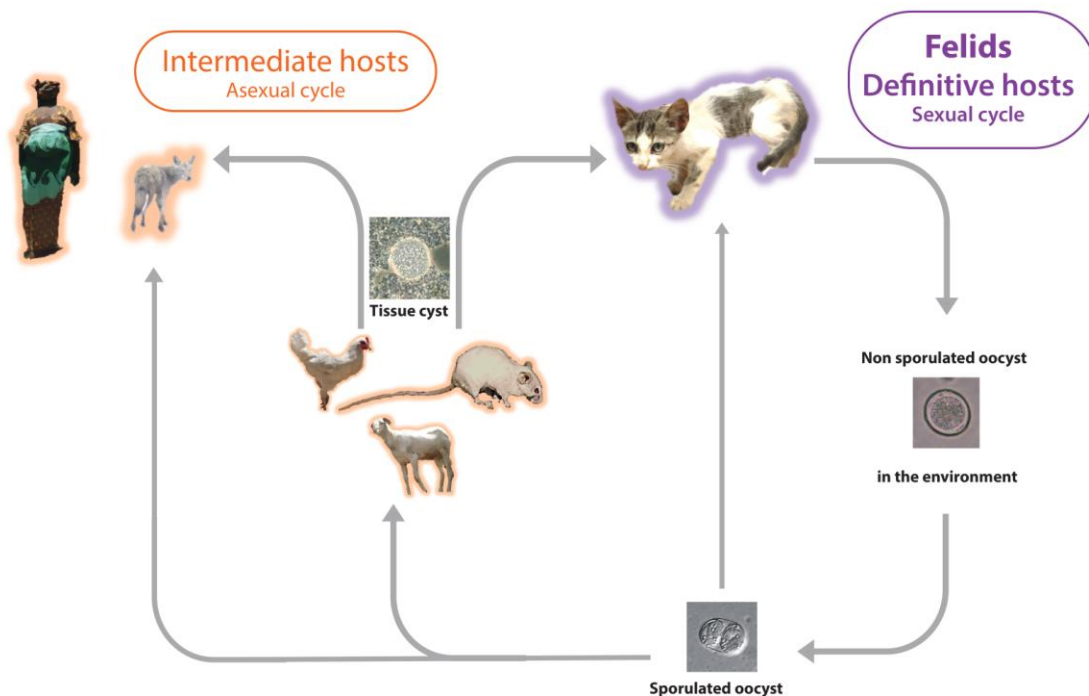 Intermediate hosts
Asexual cycle
Felids
Definitive hosts
Sexual cycle
Tissue cyst
Non sporulated oocyst
in the environment
Sporulated oocyst